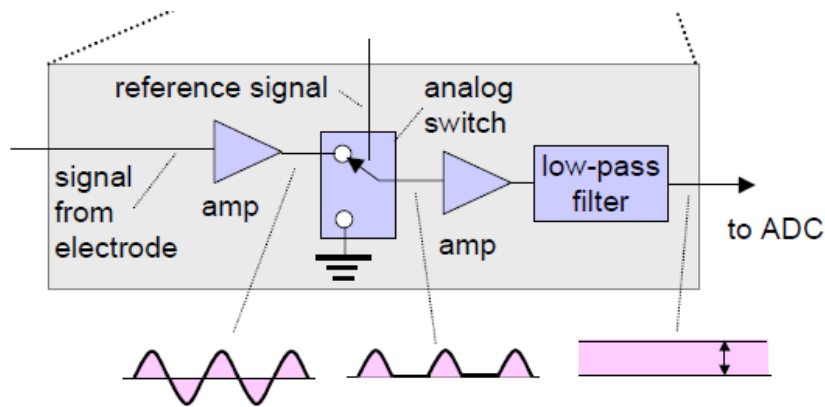 reference signal
analog
switch
signal
from
electrode
amp
amp
low-pass
filter
to ADC